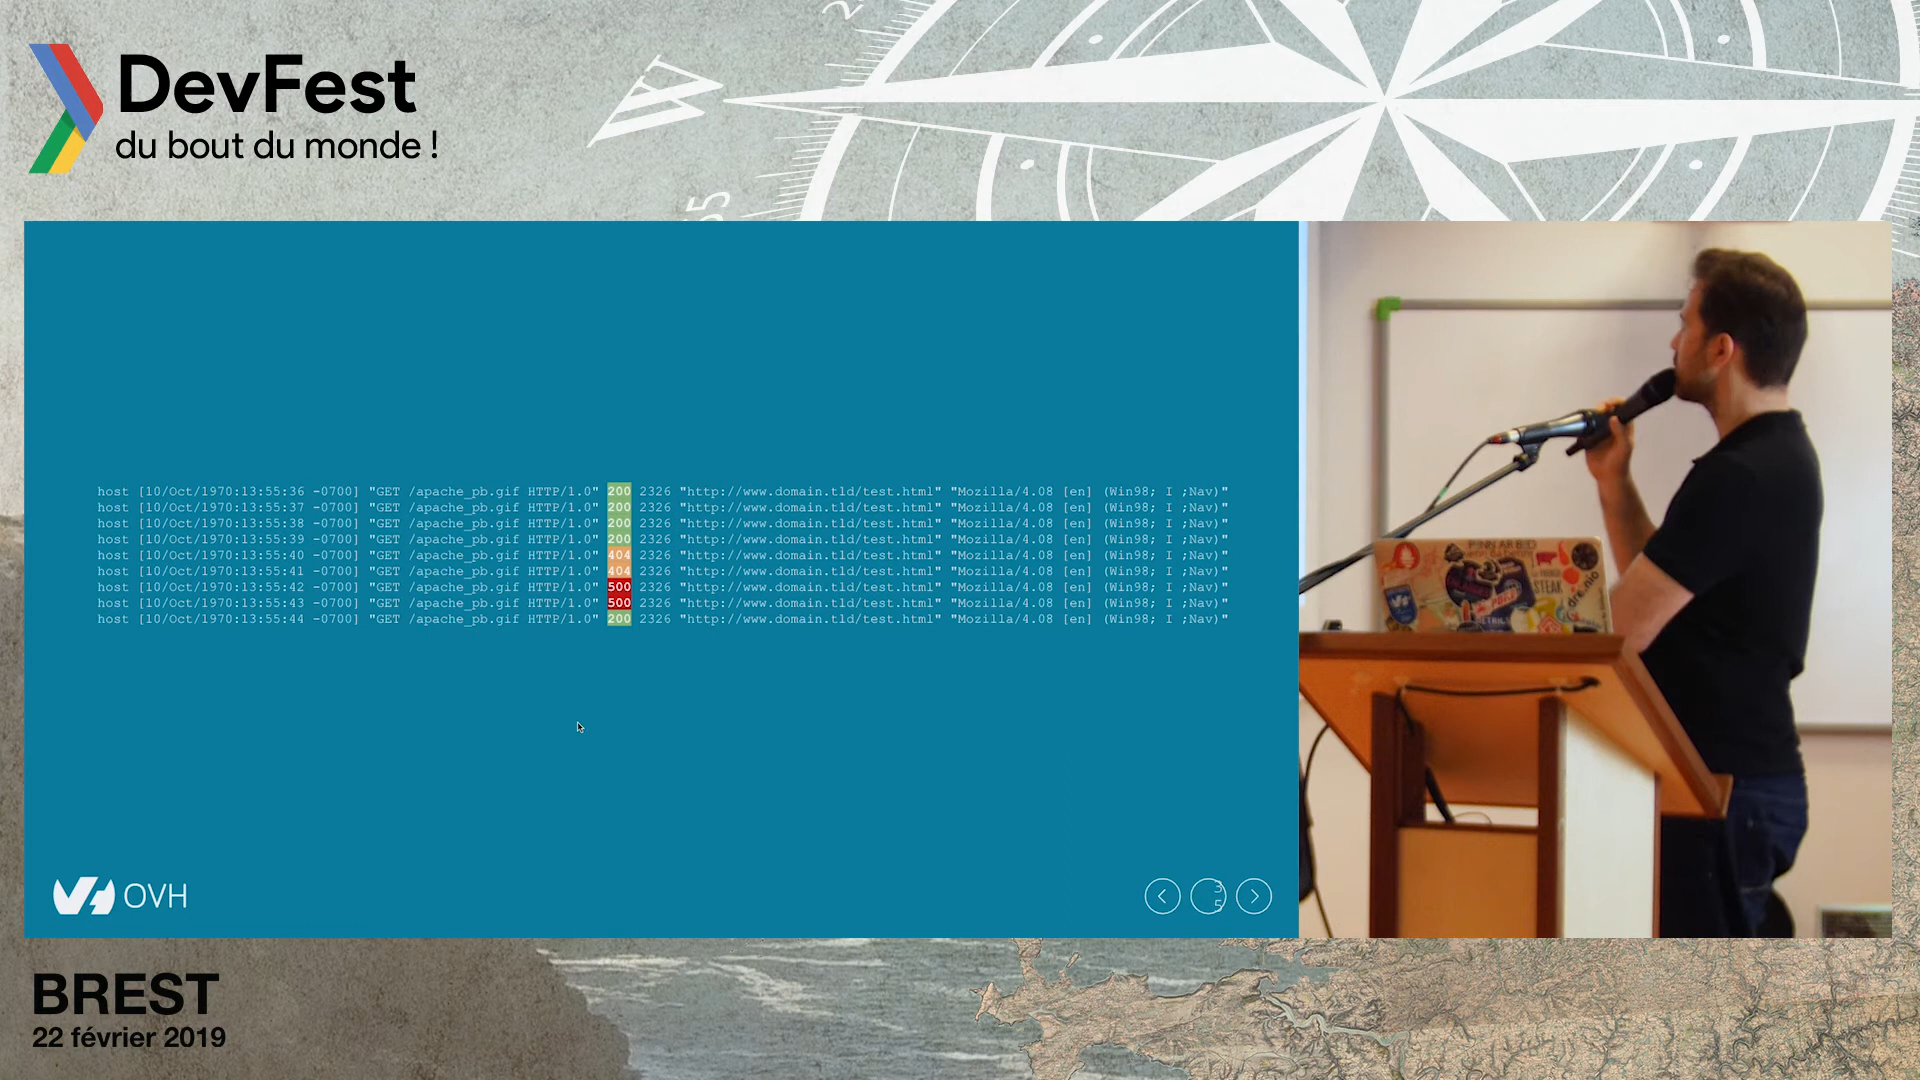 DevFest
du bout du monde !
W
host [10/Oct/1970:13:55:36 -0700] "GET /apache_pb.gif HTTP/1.0" 200 2326 "http://www.domain.tld/test.html" "Mozilla/4.08 [en] (Win98; I ;Nav)"
host [10/Oct/1970:13:55:37 -0700] "GET /apache_pb.gif HTTP/1.0" 200 2326 "http://www.domain.tld/test.html" "Mozilla/4.08 [en] (Win98; I ;Nav)"
host [10/Oct/1970:13:55:38 -0700] "GET /apache_pb.gif HTTP/1.0" 200 2326 "http://www.domain.tld/test.html" "Mozilla/4.08 [en] (Win98; I ;Nav)"
host [10/Oct/1970:13:55:39 -0700] "GET /apache_pb.gif HTTP/1.0" 200 2326 "http://www.domain.tld/test.html" "Mozilla/4.08 [en] (Win98; I ;Nav)"
host [10/Oct/1970:13:55:40 -0700] "GET /apache_pb.gif HTTP/1.0" 404 2326 "http://www.domain.tld/test.html" "Mozilla/4.08 [en] (Win98; I ;Nav)"
host [10/Oct/1970:13:55:41 -0700] "GET /apache_pb.gif HTTP/1.0" 404 2326 "http://www.domain.tld/test.html" "Mozilla/4.08 [en] (Win98; I ;Nav)"
host [10/Oct/1970:13:55:42 -0700] "GET /apache_pb.gif HTTP/1.0" 500 2326 "http://www.domain.tld/test.html" "Mozilla/4.08 [en] (Win98; I ;Nav)"
host [10/Oct/1970:13:55:43 -0700] "GET /apache_pb.gif HTTP/1.0" 500 2326 "http://www.domain.tld/test.html" "Mozilla/4.08 [en] (Win98; I ;Nav)"
host [10/Oct/1970:13:55:44 -0700] "GET /apache_pb.gif HTTP/1.0" 200 2326 "http://www.domain.tld/test.html" "Mozilla/4.08 [en] (Win98; I ;Nav)"
STEAK
OVH
3
5
BREST
22 février 2019